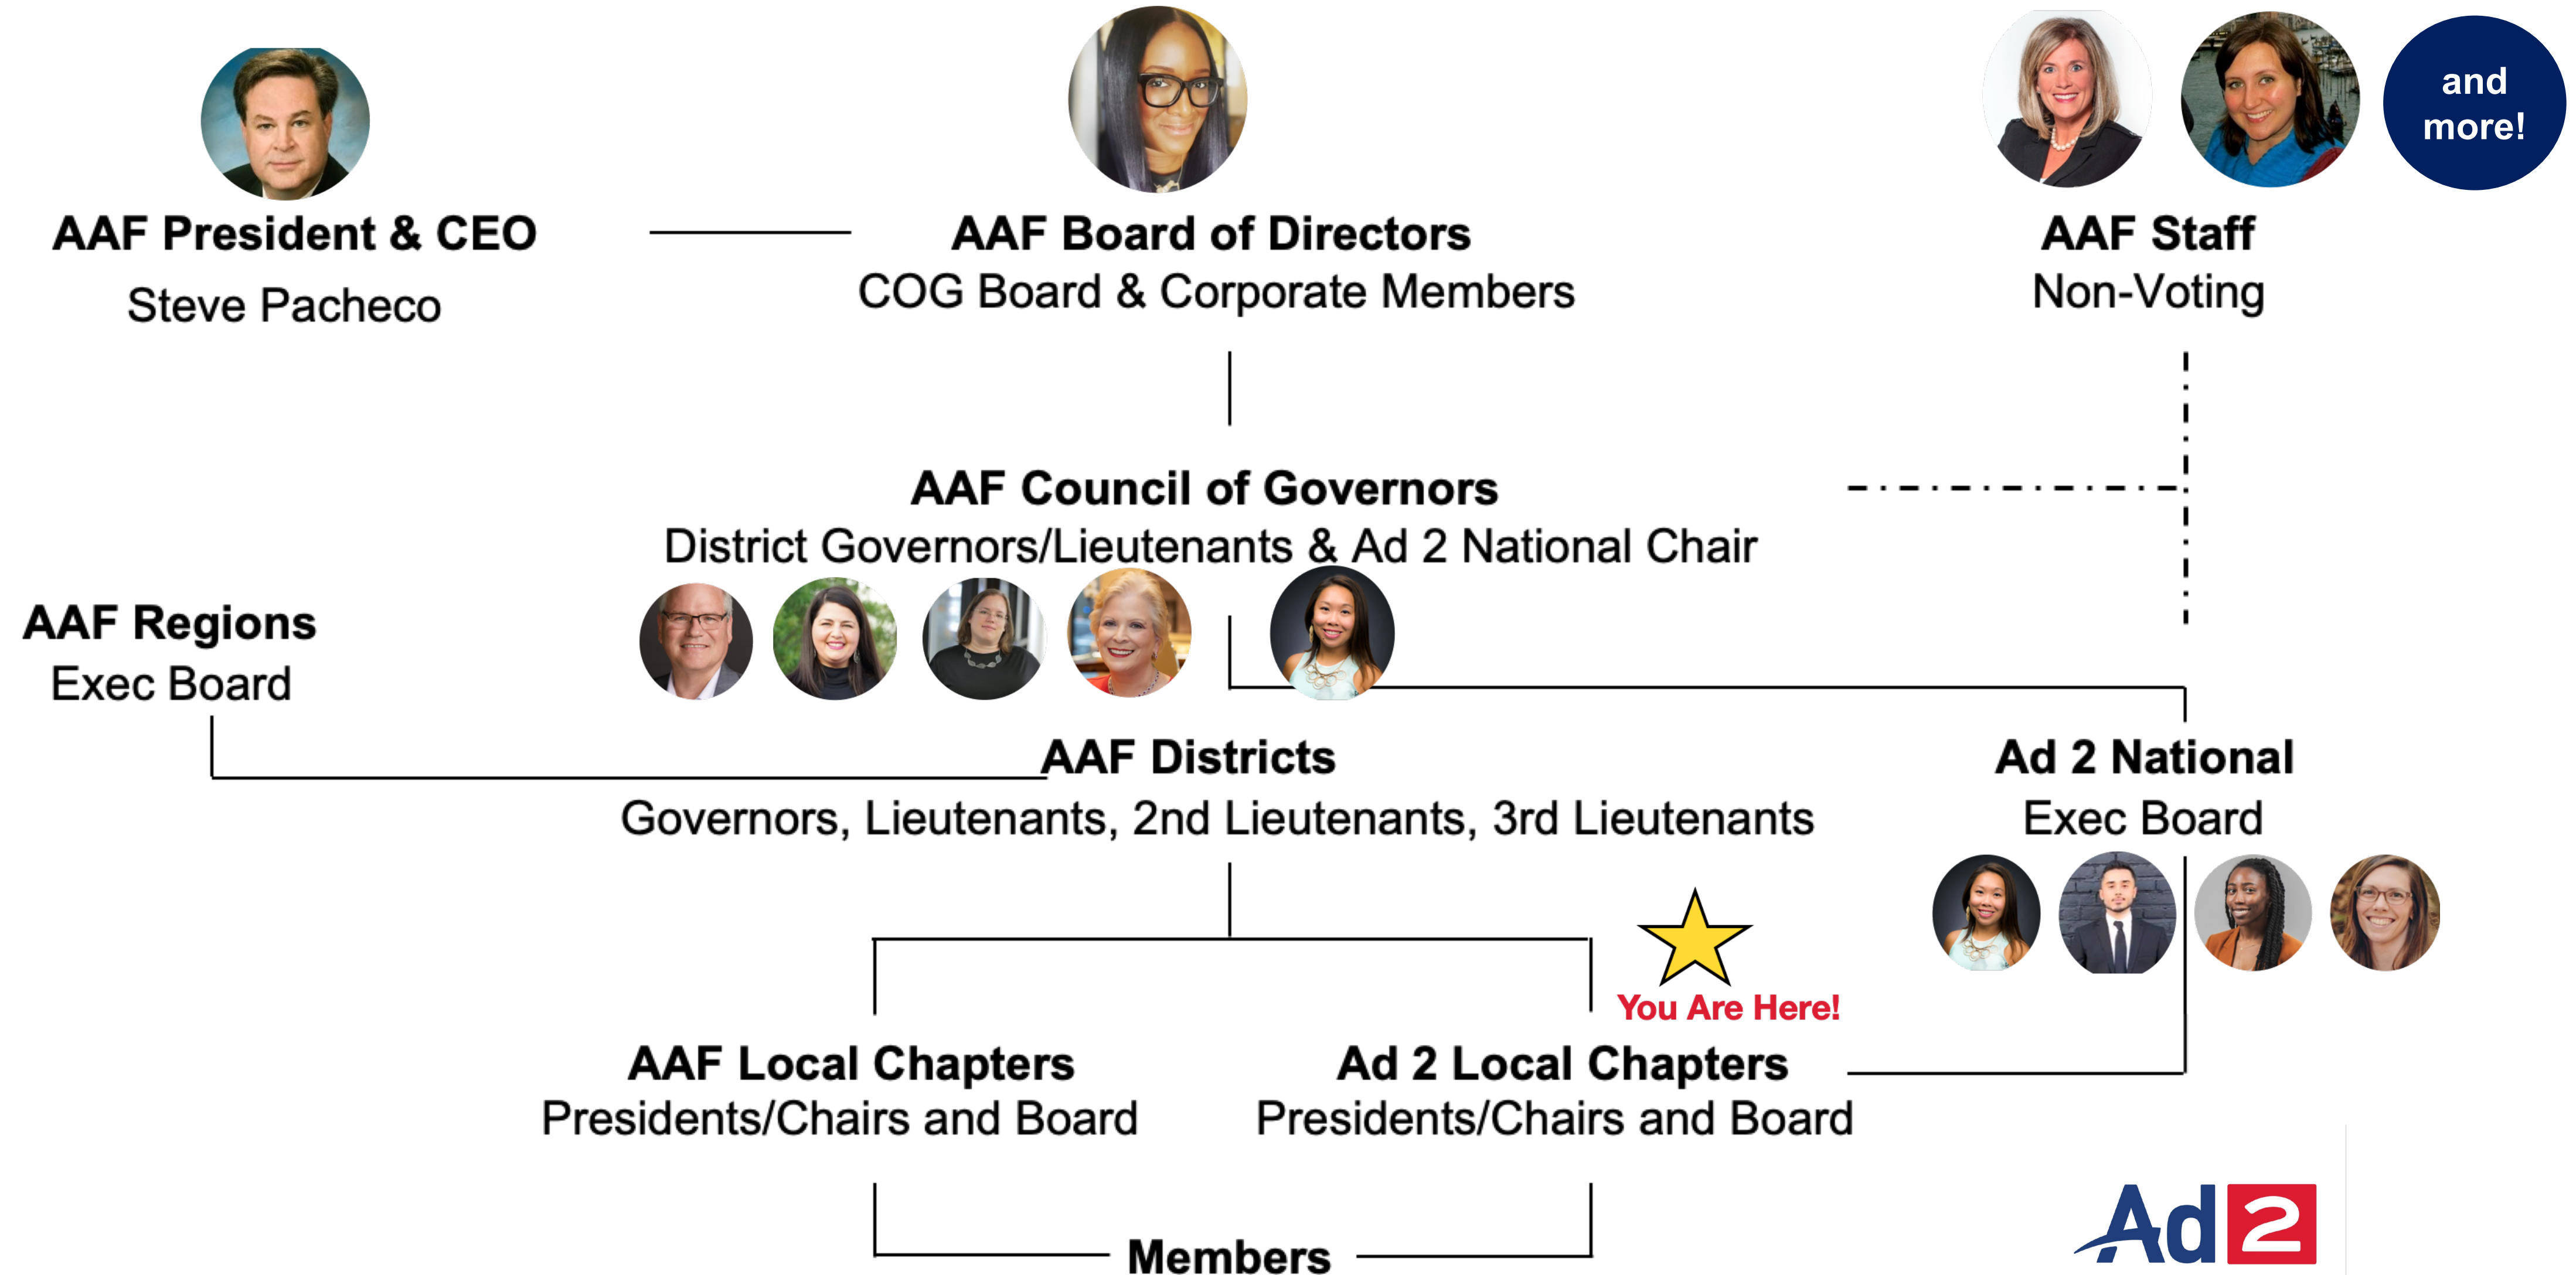 and
more!
AAF President & CEO
Steve Pacheco
AAF Board of Directors
COG Board & Corporate Members
AAF Staff
Non-Voting
AAF Council of Governors
District Governors/Lieutenants & Ad 2 National Chair
AAF Regions
Exec Board
AAF Districts
Governors, Lieutenants, 2nd Lieutenants, 3rd Lieutenants
Ad 2 National
Exec Board
You Are Here!
AAF Local Chapters
Presidents/Chairs and Board
Ad 2 Local Chapters
Presidents/Chairs and Board
Members
Ad 2